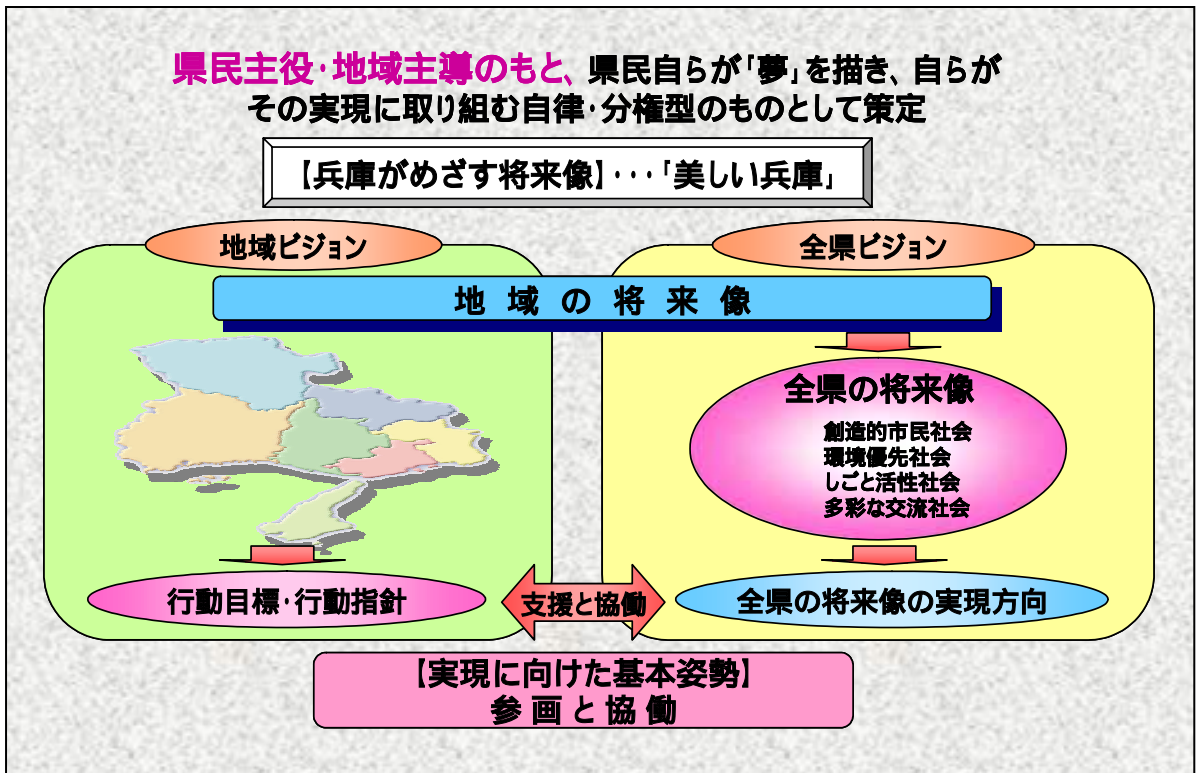 県民主役・地域主導のもと、県民自らが「夢」を描き、自らが
その実現に取り組む自律・分権型のものとして策定
【兵庫がめざす将来像】・・・「美しい兵庫」
地域ビジョン
全県ビジョン
地域の将来像
全県の将来像
創造的市民社会
環境優先社会
しごと活性社会
多彩な交流社会
行動目標・行動指針
支援と協働
全県の将来像の実現方向
【実現に向けた基本姿勢】
参画と協働